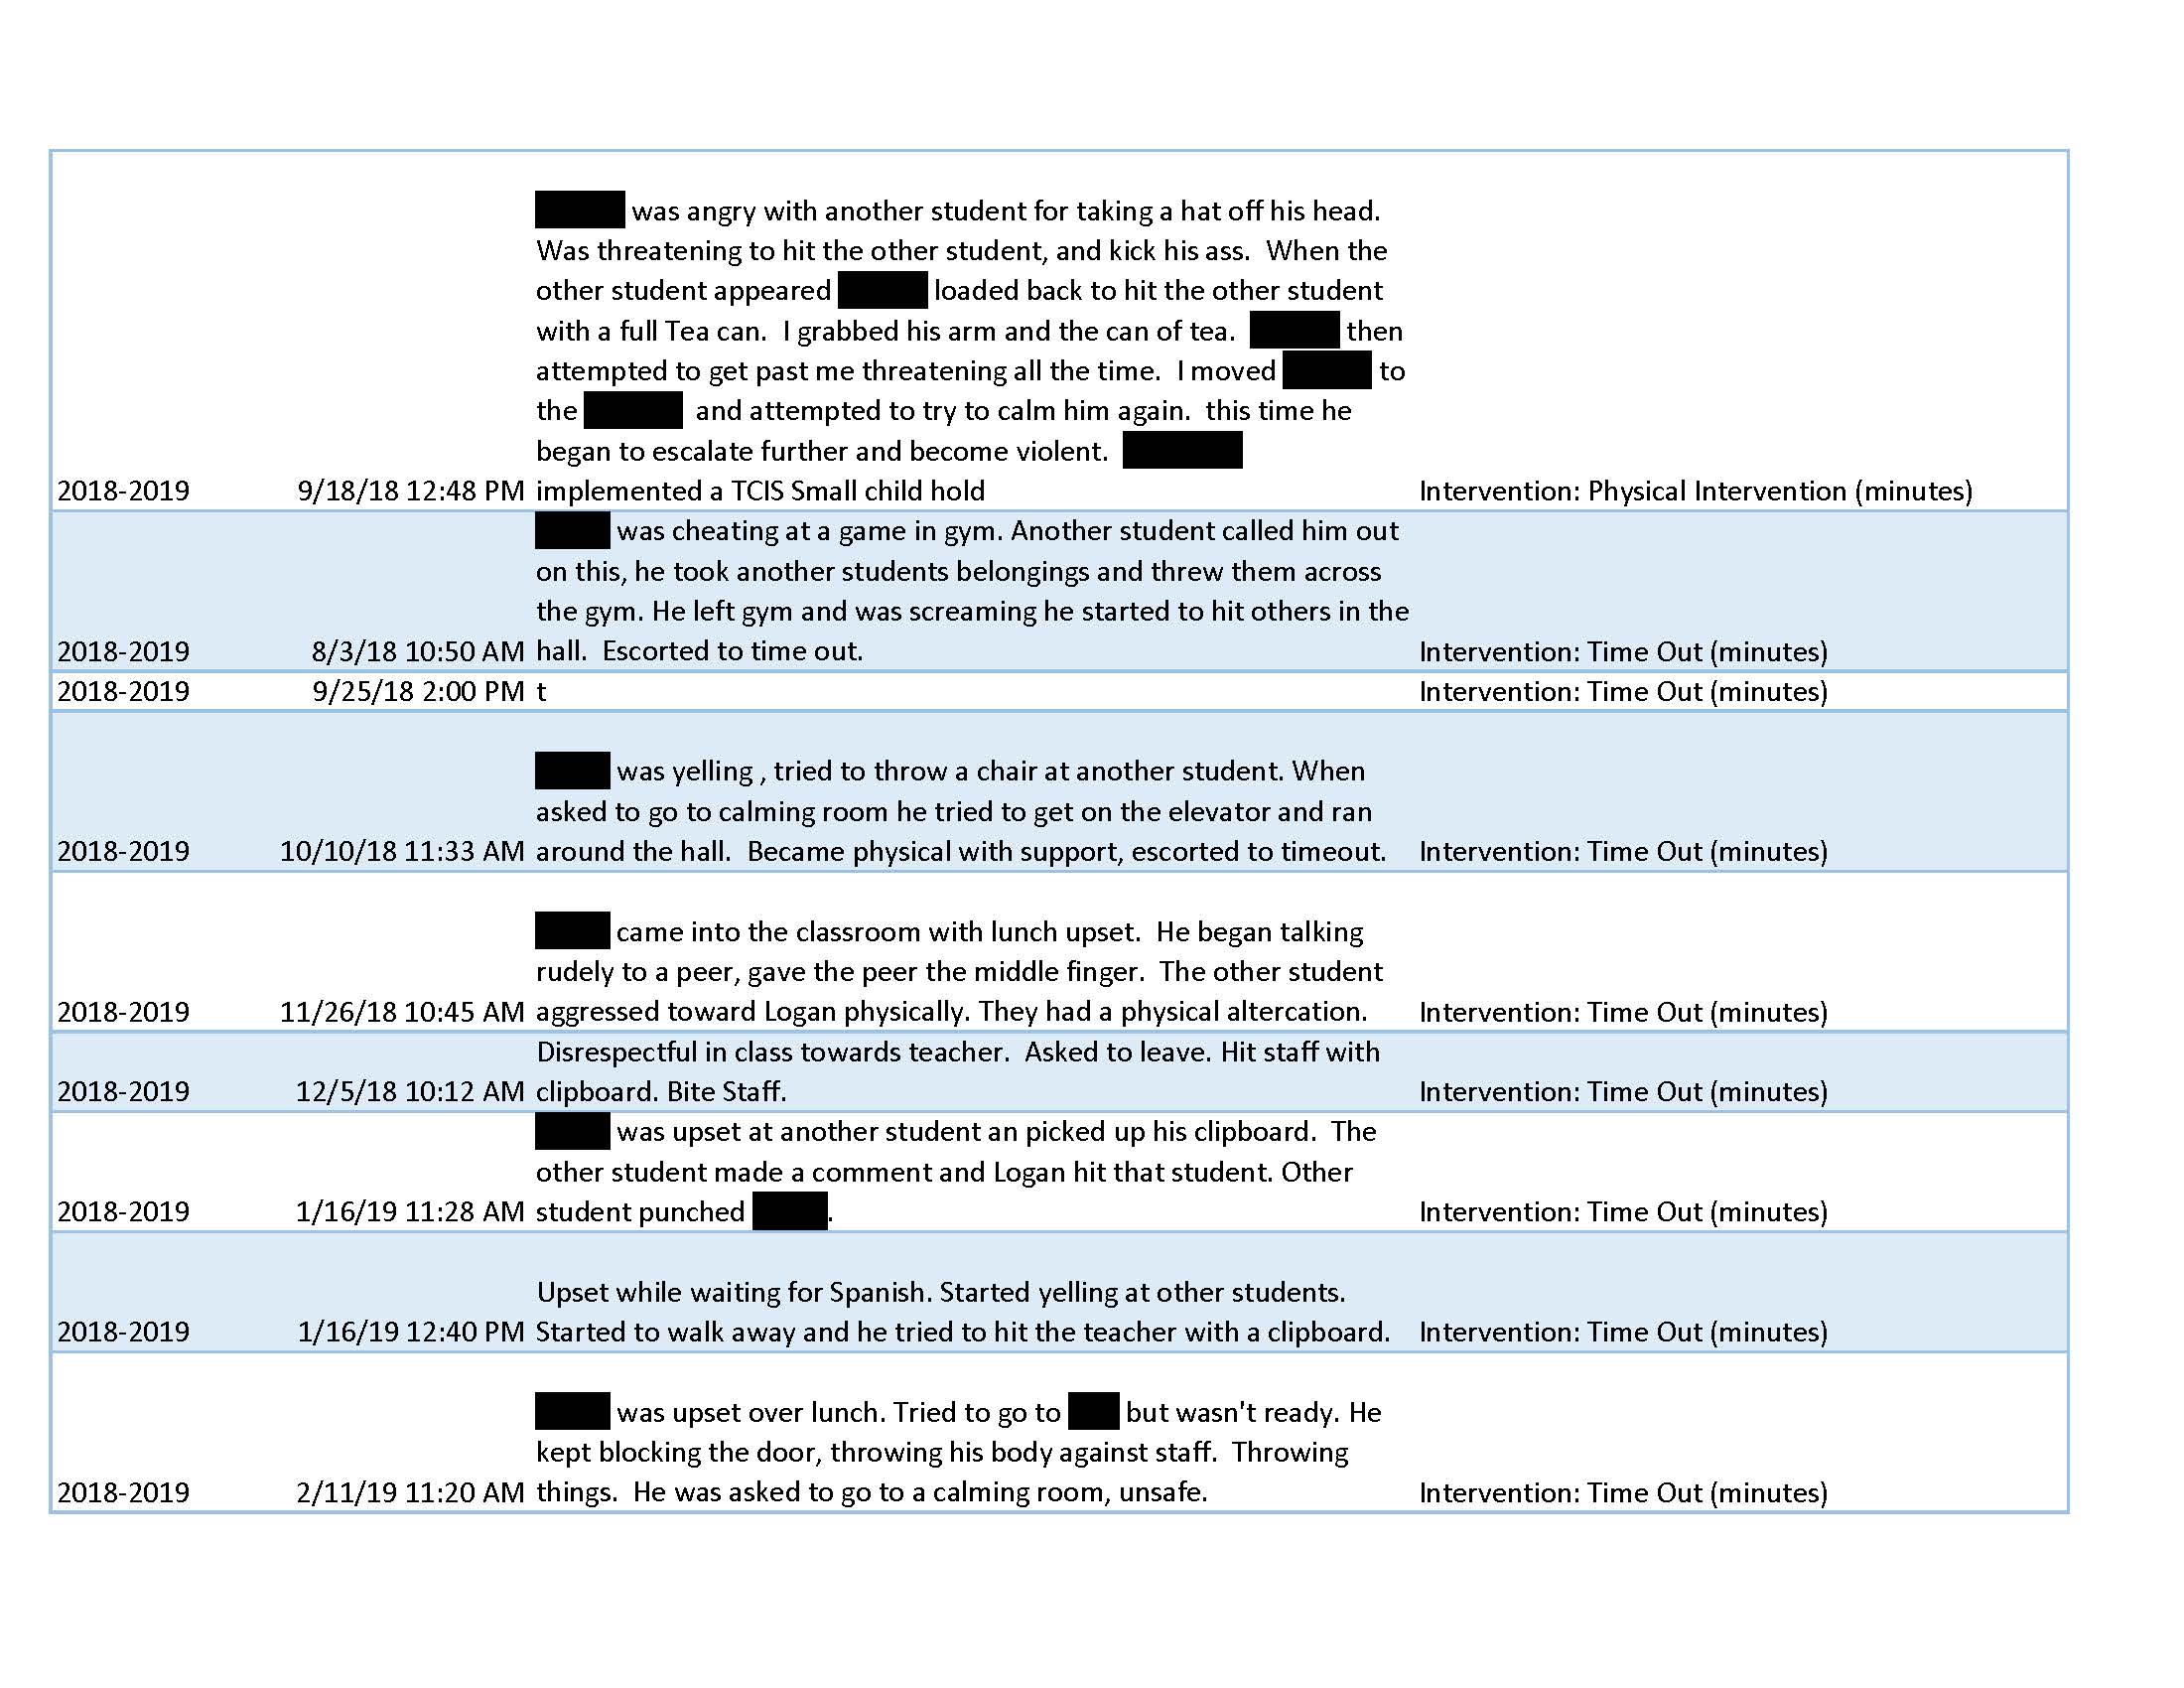 was angry with another student for taking a hat off his head.
Was threatening to hit the other student, and kick his ass.  When the
other student appeared loaded back to hit the other student
with a full Tea can.  I grabbed his arm and the can of tea. then
attempted to get past me threatening all the time.  I moved to
the and attempted to try to calm him again.  this time he
began to escalate further and become violent.
2018-2019 9/18/18 12:48 PM implemented a TCIS Small child hold Intervention: Physical Intervention (minutes)
was cheating at a game in gym. Another student called him out
on this, he took another students belongings and threw them across
the gym. He left gym and was screaming he started to hit others in the
2018-2019 8/3/18 10:50 AM hall.  Escorted to time out. Intervention: Time Out (minutes)
2018-2019 9/25/18 2:00 PM t Intervention: Time Out (minutes)
was yelling , tried to throw a chair at another student. When
asked to go to calming room he tried to get on the elevator and ran
2018-2019 10/10/18 11:33 AM around the hall.  Became physical with support, escorted to timeout. Intervention: Time Out (minutes)
came into the classroom with lunch upset.  He began talking
rudely to a peer, gave the peer the middle finger.  The other student
2018-2019 11/26/18 10:45 AM aggressed toward Logan physically. They had a physical altercation. Intervention: Time Out (minutes)
Disrespectful in class towards teacher.  Asked to leave. Hit staff with
2018-2019 12/5/18 10:12 AM clipboard. Bite Staff. Intervention: Time Out (minutes)
was upset at another student an picked up his clipboard.  The
other student made a comment and Logan hit that student. Other
2018-2019 1/16/19 11:28 AM student punched . Intervention: Time Out (minutes)
Upset while waiting for Spanish. Started yelling at other students.
2018-2019 1/16/19 12:40 PM Started to walk away and he tried to hit the teacher with a clipboard. Intervention: Time Out (minutes)
was upset over lunch. Tried to go to but wasn't ready. He
kept blocking the door, throwing his body against staff.  Throwing
2018-2019 2/11/19 11:20 AM things.  He was asked to go to a calming room, unsafe. Intervention: Time Out (minutes)